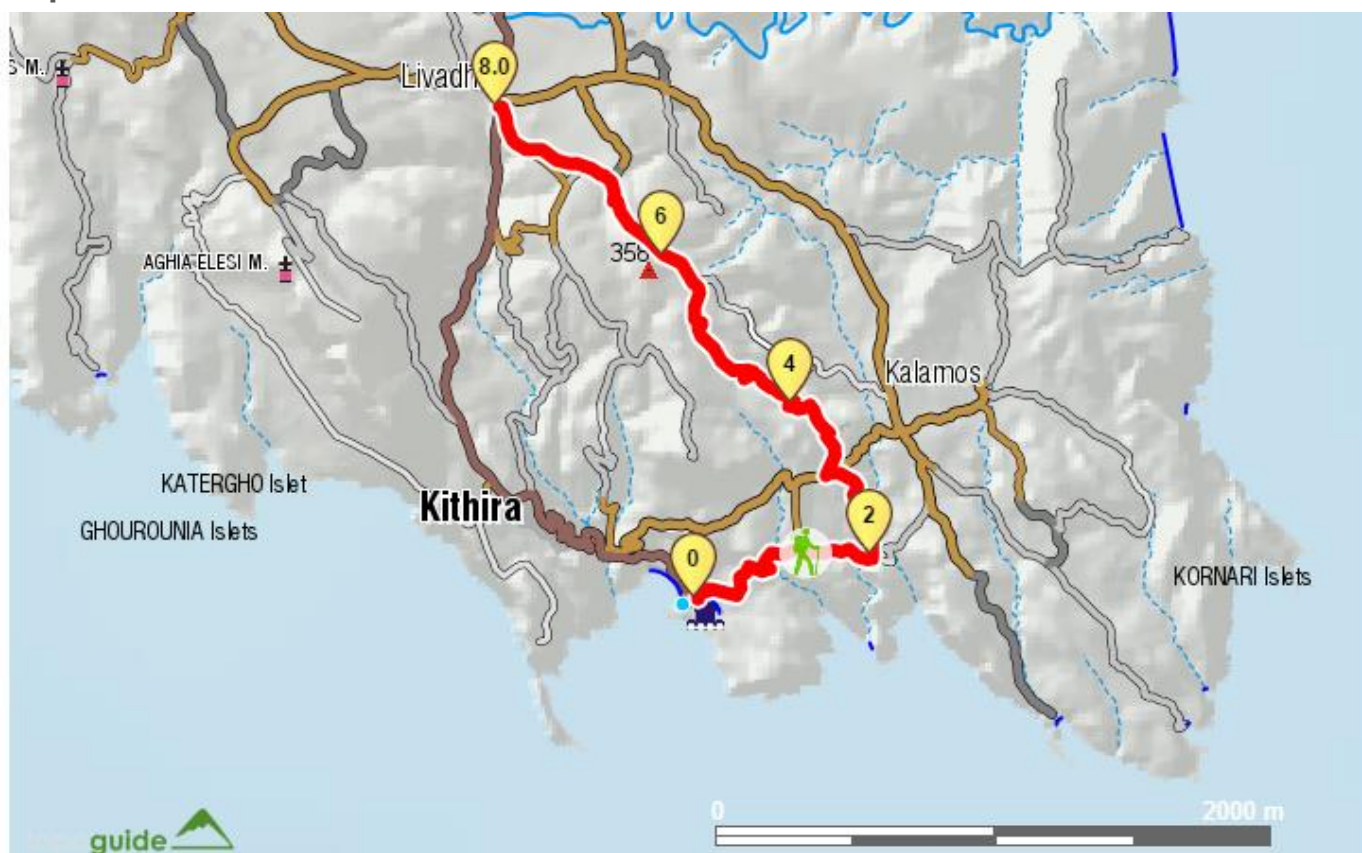 8.0
Livadh
S M.
6
358
AGHIA ELESI M.
4
Kalamos
KATERGHO Islet
Kithira
2
GHOUROUNIA Islets
0
KORNARI Islets
0 2000 m
guide